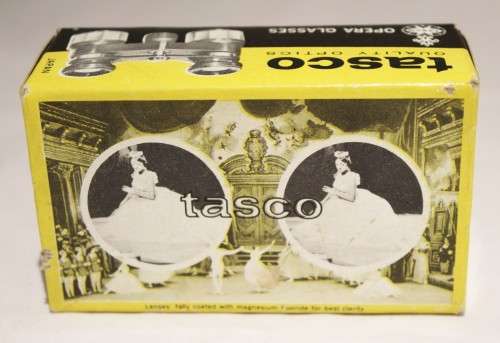 OPERA GLASSES
tasco
QUALITY OPTICS
JAPAN
tasco
Lenses fully coated with magnesium fluoride for best clarity